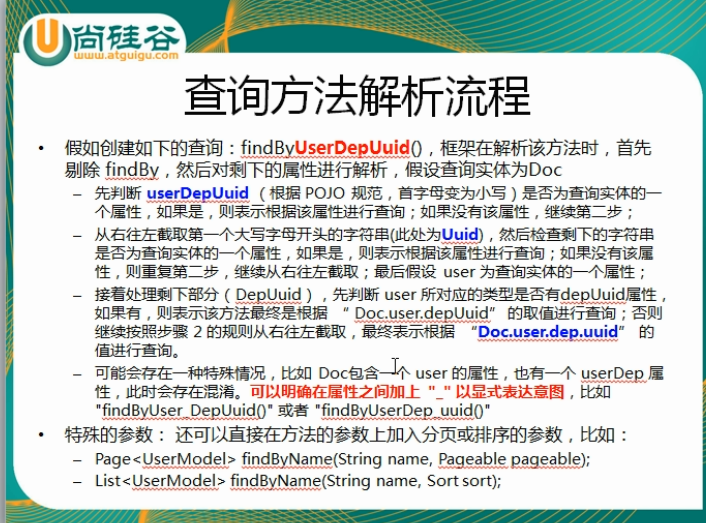 尚硅谷
www.atguigu.com
查询方法解析流程
• 假如创建如下的查询：findByUserDepUuid()，框架在解析该方法时，首先
剔除 findBy，然后对剩下的属性进行解析，假设查询实体为Doc
– 先判断 userDepUuid （根据 POJO 规范，首字母变为小写）是否为查询实体的一
个属性，如果是，则表示根据该属性进行查询；如果没有该属性，继续第二步；
– 从右往左截取第一个大写字母开头的字符串(此处为Uuid)，然后检查剩下的字符串
是否为查询实体的一个属性，如果是，则表示根据该属性进行查询；如果没有该属
性，则重复第二步，继续从右往左截取；最后假设 user 为查询实体的一个属性；
– 接着处理剩下部分（DepUuid），先判断 user 所对应的类型是否有depUuid属性，
如果有，则表示该方法最终是根据 “ Doc.user.depUuid” 的取值进行查询；否则
继续按照步骤 2 的规则从右往左截取，最终表示根据 “Doc.user.dep.uuid” 的
值进行查询。
– 可能会存在一种特殊情况，比如 Doc包含一个 user 的属性，也有一个 userDep 属
性，此时会存在混淆。可以明确在属性之间加上 "_" 以显式表达意图，比如
"findByUser_DepUuid()" 或者 "findByUserDep_uuid()"
• 特殊的参数： 还可以直接在方法的参数上加入分页或排序的参数，比如：
– Page<UserModel> findByName(String name, Pageable pageable);
– List<UserModel> findByName(String name, Sort sort);